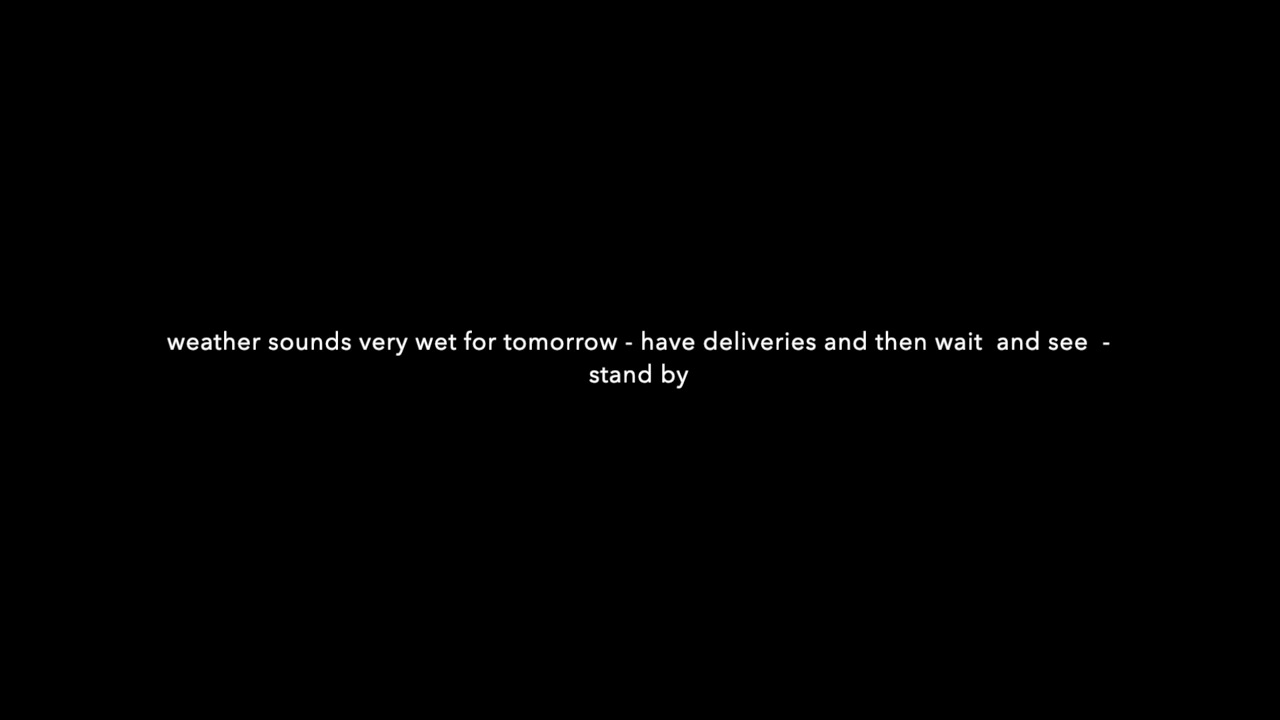 weather sounds very wet for tomorrow - have deliveries and then wait  and see  -
stand by